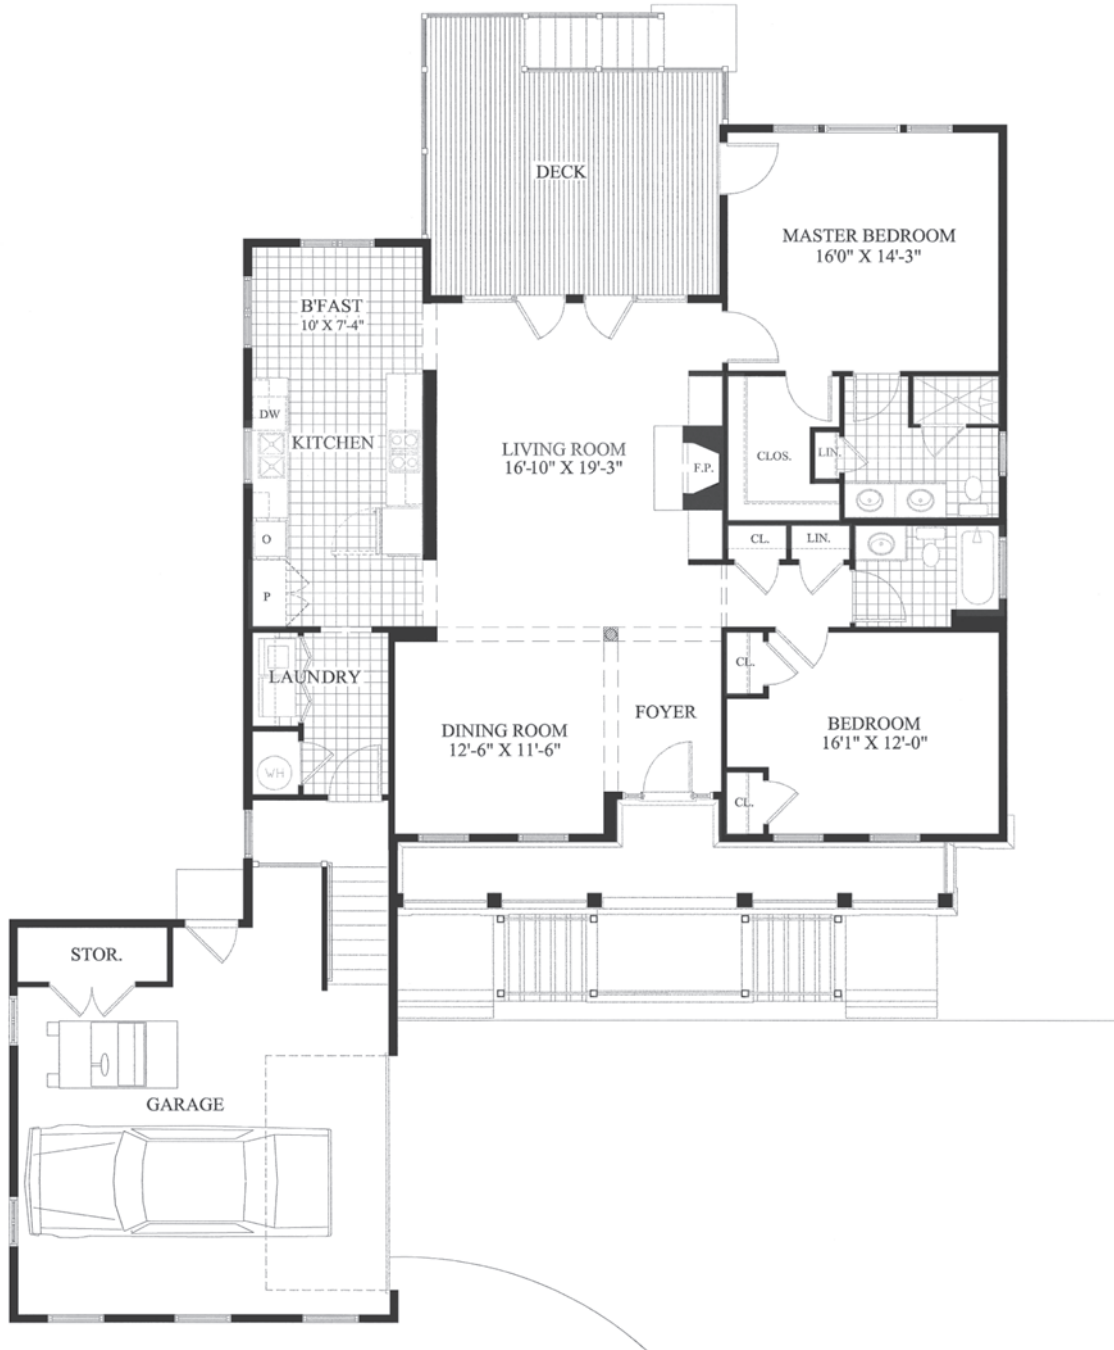 DECK
MASTER BEDROOM
16'0" X 14'-3"
B'FAST
10' X 7'-4"
DW
KITCHEN
LIVING ROOM
16'-10" X 19'-3"
F.P.
CLOS.
LIN.
O
CL.
LIN.
P
LAUNDRY
CL.
FOYER
DINING ROOM
12'-6" X 11'-6"
BEDROOM
16'1" X 12'-0"
WH
CL.
STOR.
GARAGE